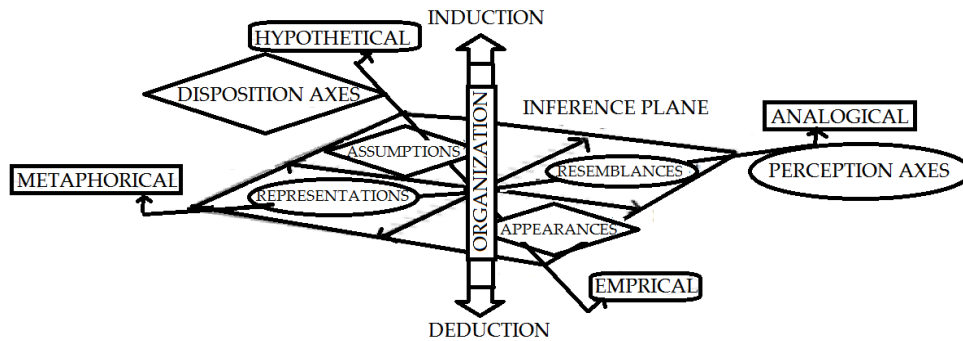 INDUCTION
HYPOTHETICAL
DISPOSITION AXES
INFERENCE PLANE
ANALOGICAL
ASSUMPTIONS
ORGANIZATION
RESEMBLANCES
PERCEPTION AXES
METAPHORICAL
REPRESENTATIONS
APPEARANCES
EMPRICAL
DEDUCTION